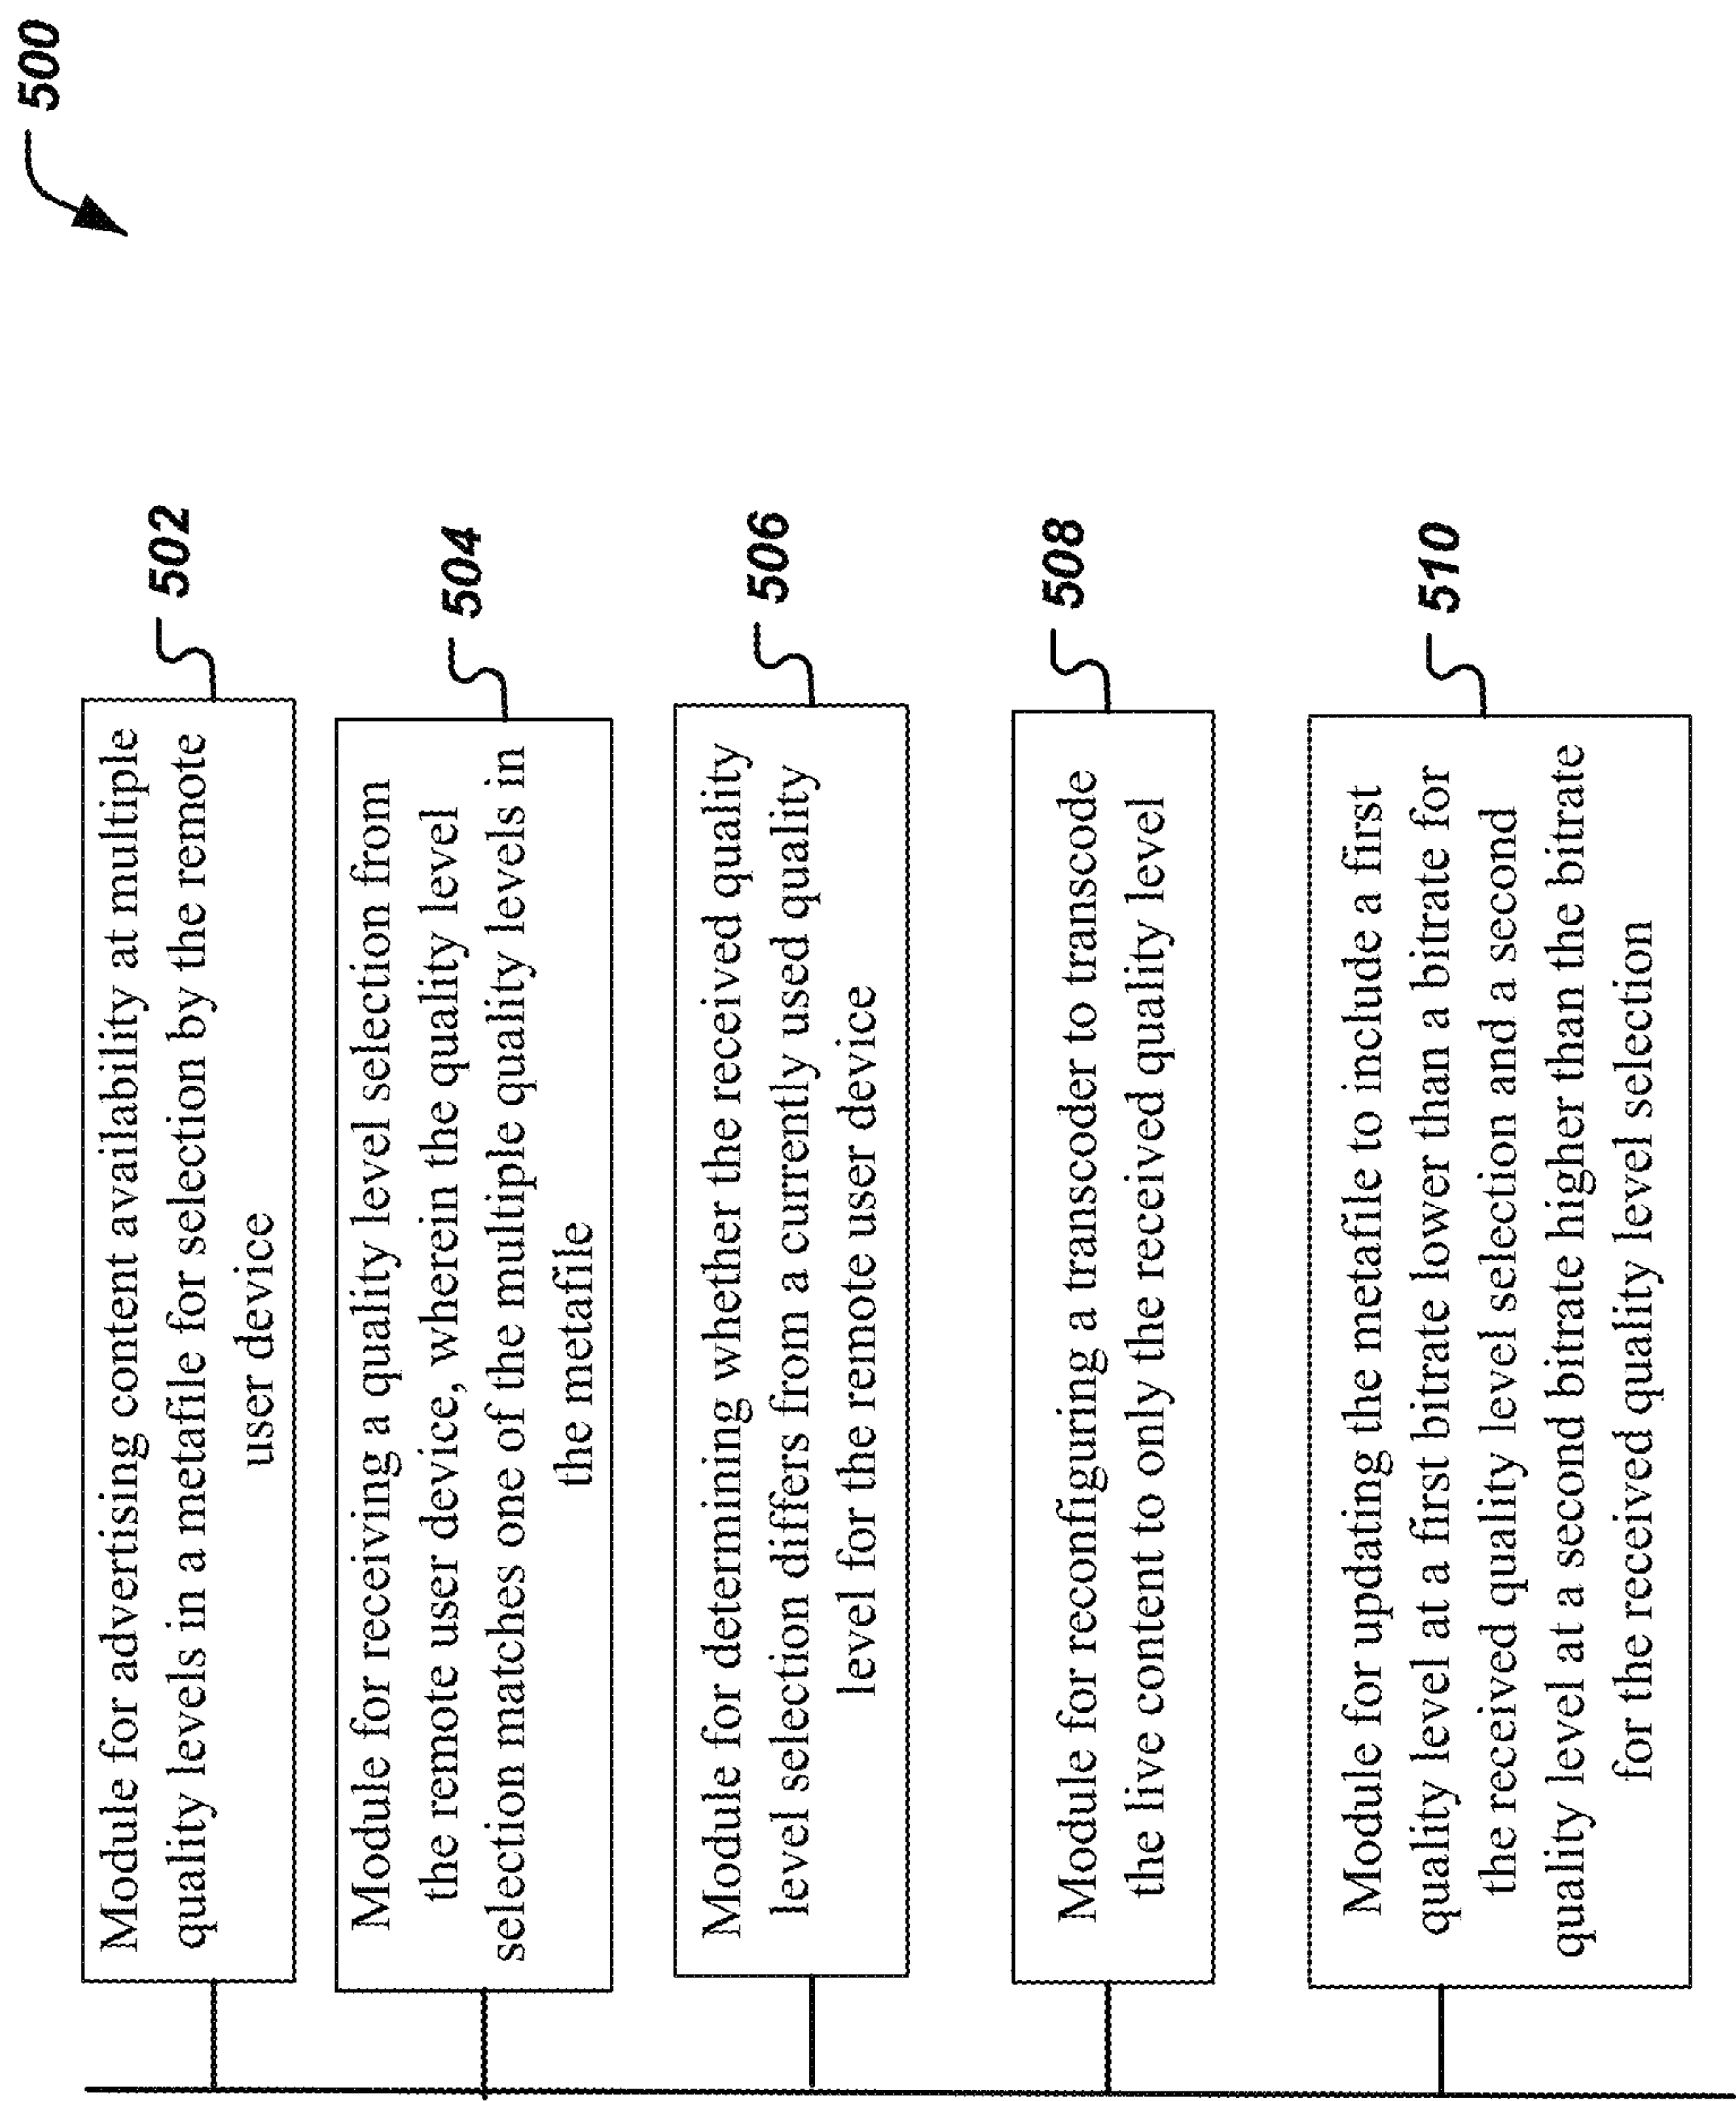 500
Module for advertising content availability at multiple
quality levels in a metafile for selection by the remote
user device
502
Module for receiving a quality level selection from
the remote user device, wherein the quality level
selection matches one of the multiple quality levels in
the metafile
504
Module for determining whether the received quality
level selection differs from a currently used quality
level for the remote user device
506
Module for reconfiguring a transcoder to transcode
the live content to only the received quality level
508
Module for updating the metafile to include a first
quality level at a first bitrate lower than a bitrate for
the received quality level selection and a second
quality level at a second bitrate higher than the bitrate
for the received quality level selection
510